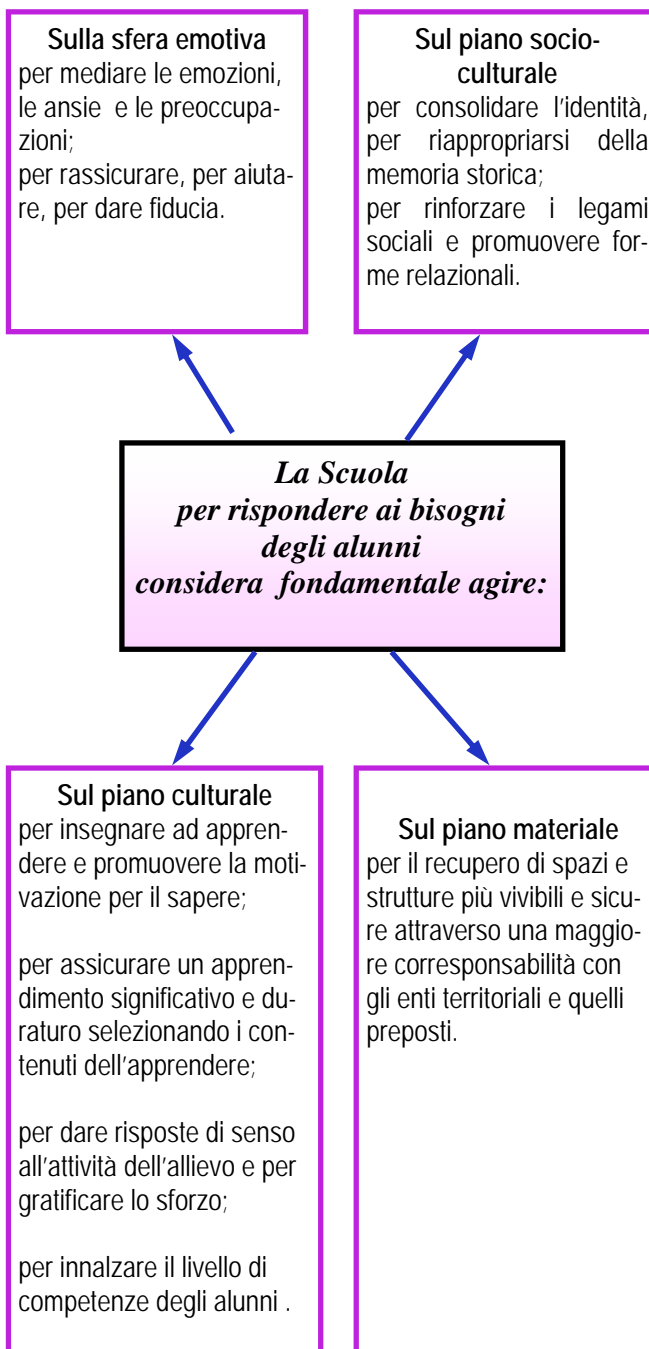 Sulla sfera emotiva
per mediare le emozioni,
le ansie e le preoccupa-
zioni;
per rassicurare, per aiuta-
re, per dare fiducia.
Sul piano socio-
culturale
per consolidare l'identità,
per riappropriarsi della
memoria storica;
per rinforzare i legami
sociali e promuovere for-
me relazionali.
La Scuola
per rispondere ai bisogni
degli alunni
considera fondamentale agire:
Sul piano culturale
per insegnare ad appren-
dere e promuovere la moti-
vazione per il sapere;
per assicurare un appren-
dimento significativo e du-
raturo selezionando i con-
tenuti dell'apprendere;
per dare risposte di senso
all'attività dell'allievo e per
gratificare lo sforzo;
per innalzare il livello di
competenze degli alunni .
Sul piano materiale
per il recupero di spazi e
strutture più vivibili e sicu-
re attraverso una maggio-
re corresponsabilità con
gli enti territoriali e quelli
preposti.